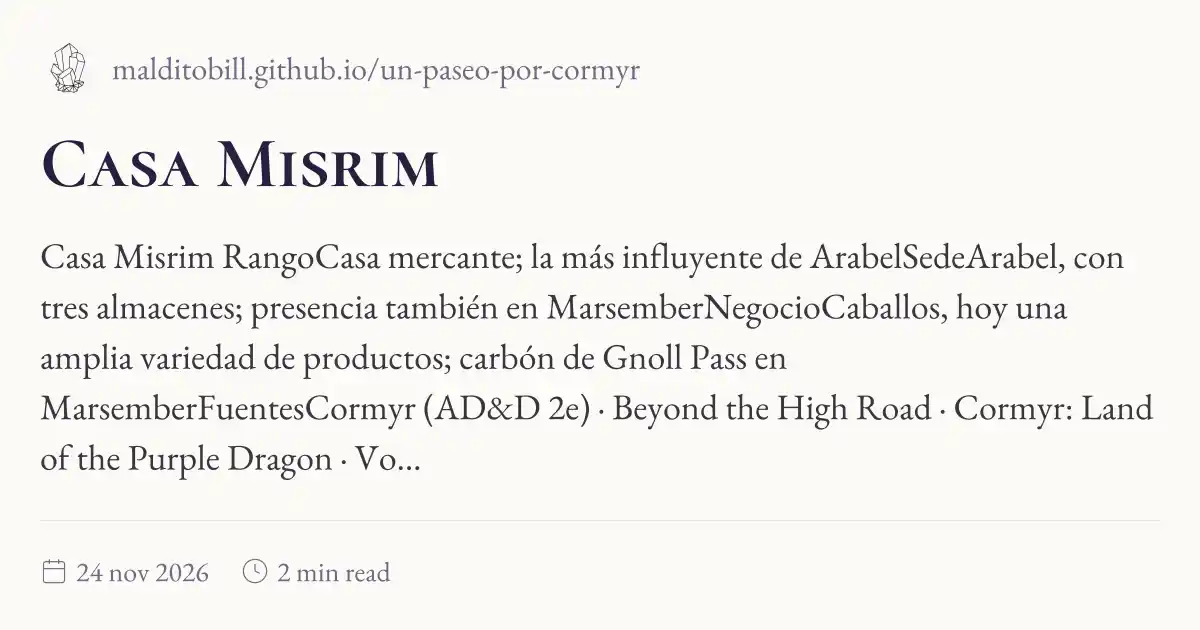 malditobill.github.io/un-paseo-por-cormyr
Casa Misrim
Casa Misrim RangoCasa mercante; la más influyente de ArabelSedeArabel, con
tres almacenes; presencia también en MarsemberNegocioCaballos, hoy una
amplia variedad de productos; carbón de Gnoll Pass en
MarsemberFuentesCormyr (AD&D 2e) · Beyond the High Road · Cormyr: Land
of the Purple Dragon · Vo...
24 nov 2026
2 min read